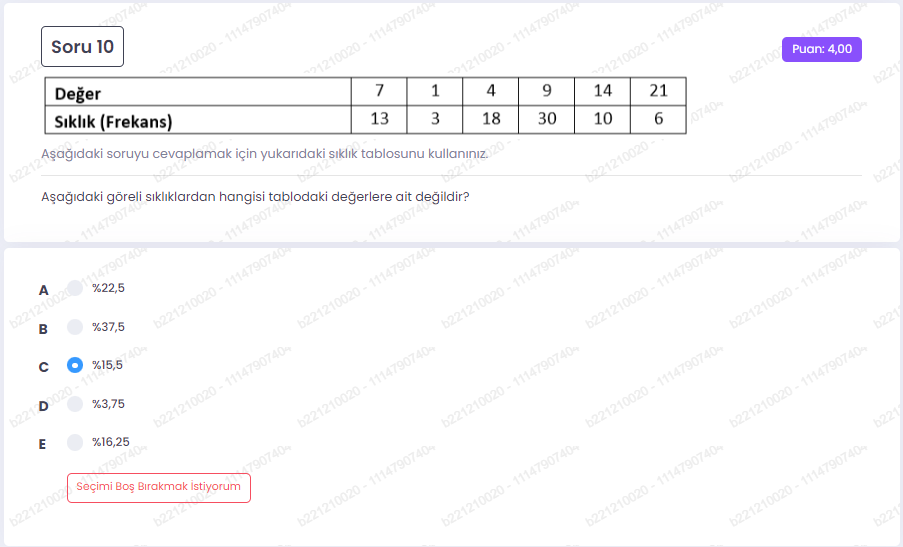 Soru 10
Puan: 4,00
Değer 7 1 4 9 14 21
Sıklık (Frekans) 13 3 18 30 10 6
Aşağıdaki soruyu cevaplamak için yukarıdaki sıklık tablosunu kullanınız.
Aşağıdaki göreli sıklıklardan hangisi tablodaki değerlere ait değildir?
A %22,5
B %37,5
C %15,5
D %3,75
E %16,25
Seçimi Boş Bırakmak İstiyorum
b221210020 - 11147907404